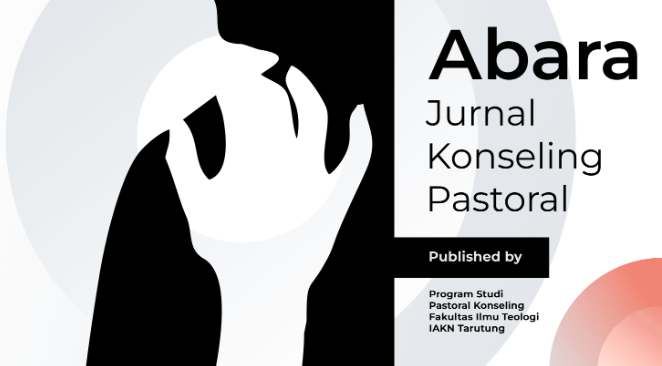 Abara
Jurnal
Konseling
Pastoral
Published by
Program Studi
Pastoral Konseling
Fakultas Ilmu Teologi
IAKN Tarutung